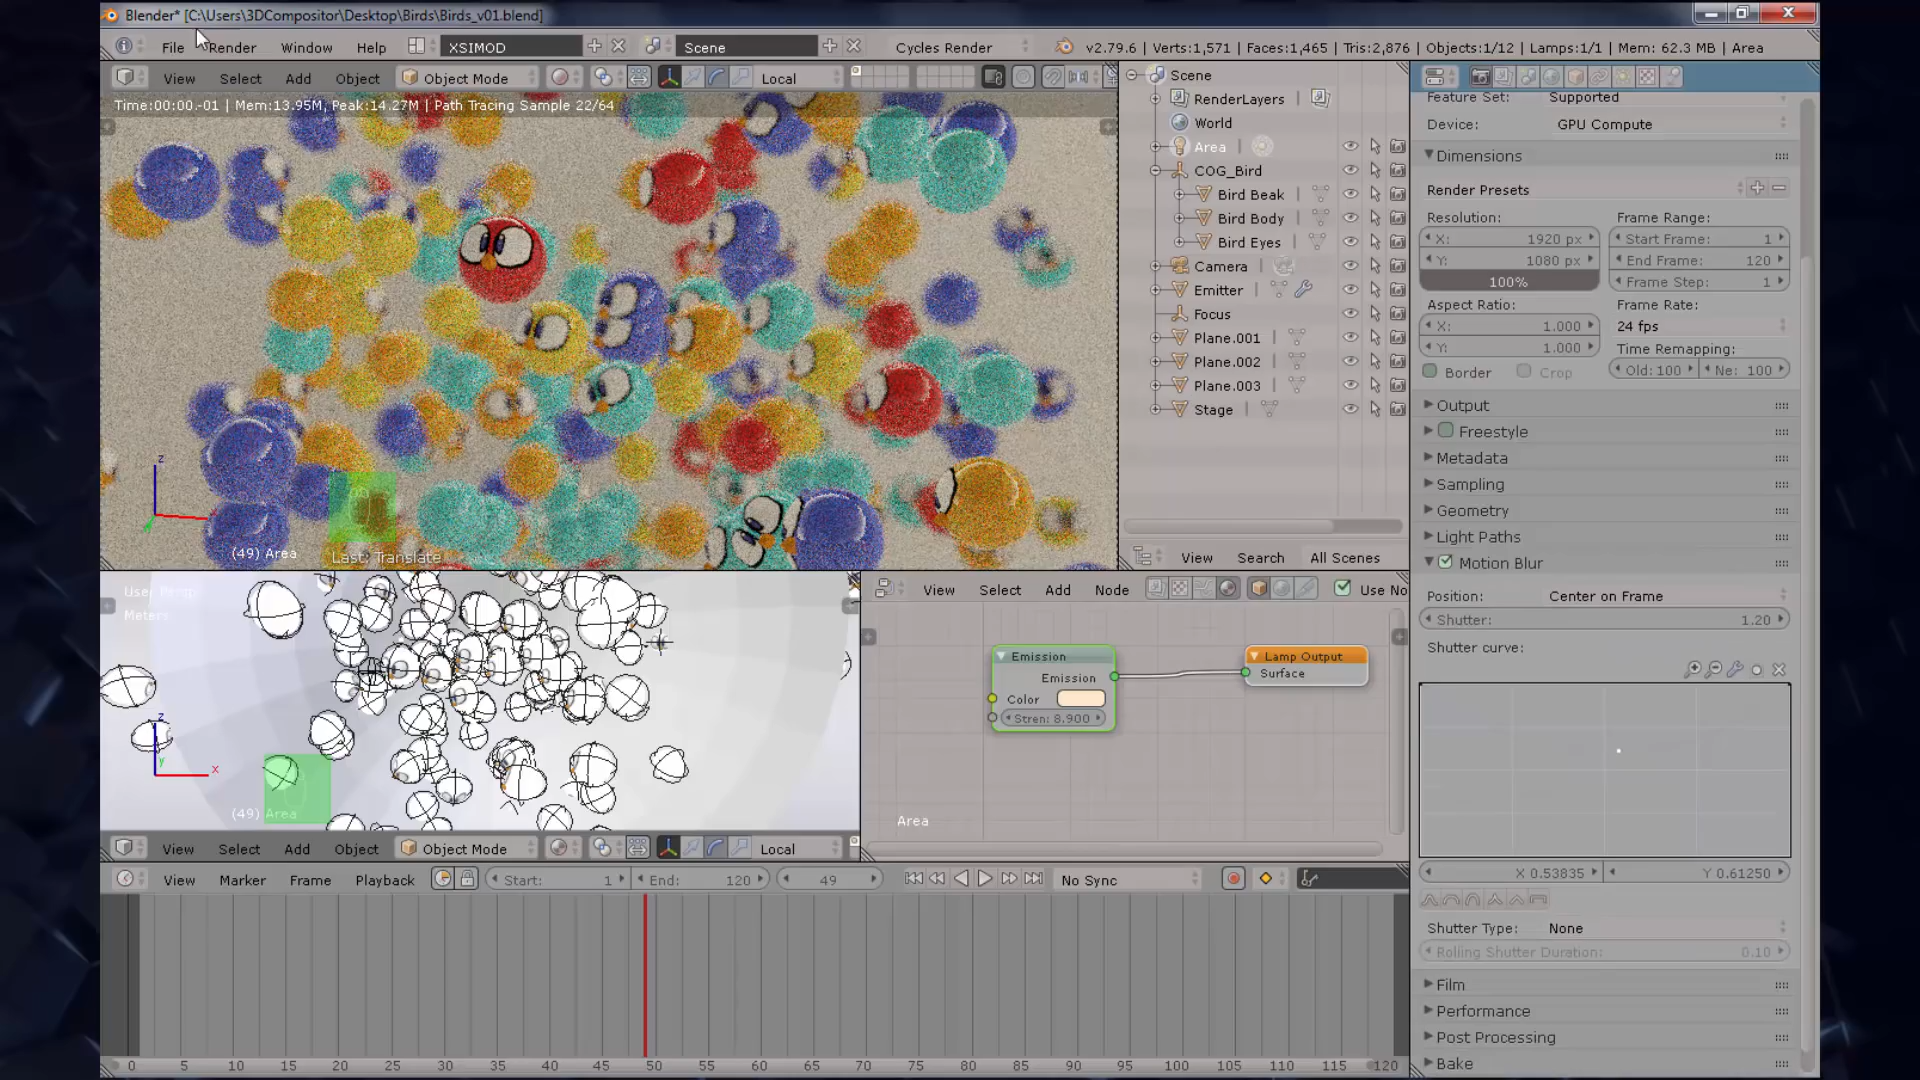 Blender* [C:\Users\3DCompositor\Desktop\Birds\Birds_v01.blend]
File Render Window Help XSIMOD Scene Cycles Render v2.79.6 | Verts:1,571 | Faces:1,465 | Tris:2,876 | Objects:1/12 | Lamps:1/1 | Mem: 62.3 MB | Area
View Select Add Object Object Mode Local
Time:00:00.-01 | Mem:13.95M, Peak:14.27M | Path Tracing Sample 22/64
z
(49) Area
Last: Translate
Scene
RenderLayers
World
Area
COG_Bird
Bird Beak
Bird Body
Bird Eyes
Camera
Emitter
Focus
Plane.001
Plane.002
Plane.003
Stage
View Search All Scenes
User Persp
Meters
z
y
x
(49) Area
View Select Add Object Object Mode Local
View Select Add Node Use No
Emission
Emission
Color
Stren: 8.900
Lamp Output
Surface
Area
View Marker Frame Playback Start: 1 End: 120 49 No Sync
0 5 10 15 20 25 30 35 40 45 50 55 60 65 70 75 80 85 90 95 100 105 110 115 120
Feature Set: Supported
Device: GPU Compute
Dimensions
Render Presets
Resolution: Frame Range:
X: 1920 px Start Frame: 1
Y: 1080 px End Frame: 120
100% Frame Step: 1
Aspect Ratio: Frame Rate:
X: 1.000 24 fps
Y: 1.000 Time Remapping:
Border Crop Old: 100 Ne: 100
Output
Freestyle
Metadata
Sampling
Geometry
Light Paths
Motion Blur
Position: Center on Frame
Shutter: 1.20
Shutter curve:
X 0.53835 Y 0.61250
Shutter Type: None
Rolling Shutter Duration: 0.10
Film
Performance
Post Processing
Bake